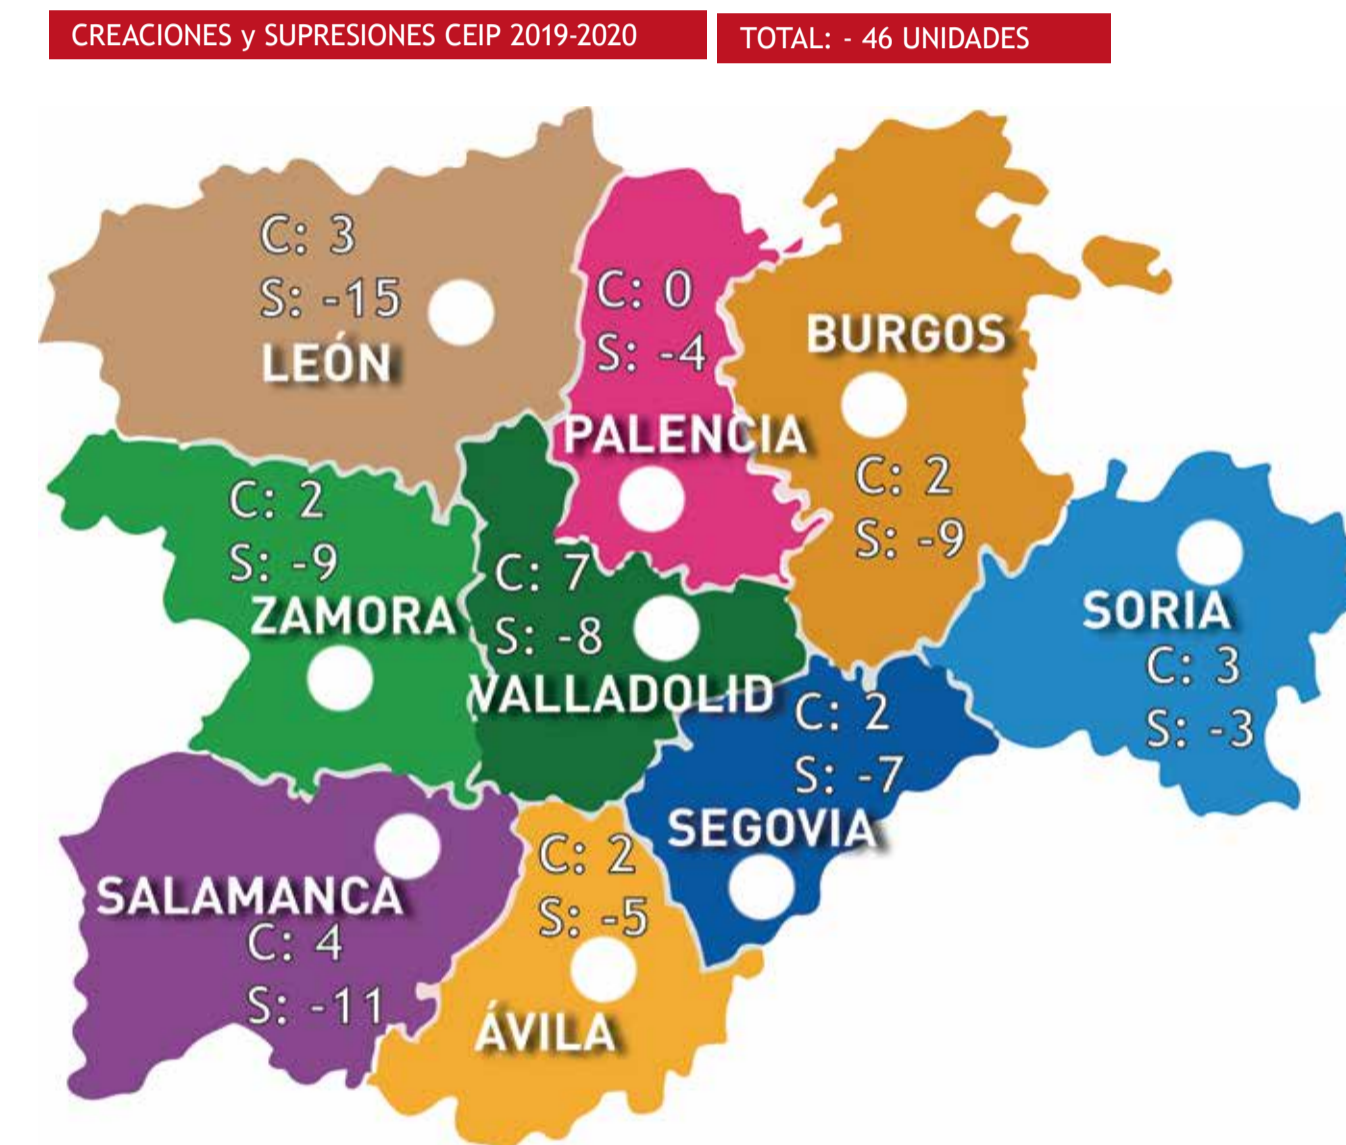 CREACIONES y SUPRESIONES CEIP 2019-2020
TOTAL: - 46 UNIDADES
C: 3
S: -15
LEÓN
C: 0
S: -4
PALENCIA
BURGOS
C: 2
S: -9
C: 2
S: -9
ZAMORA
C: 7
S: -8
VALLADOLID
SORIA
C: 3
S: -3
C: 2
S: -7
SEGOVIA
SALAMANCA
C: 4
S: -11
C: 2
S: -5
ÁVILA